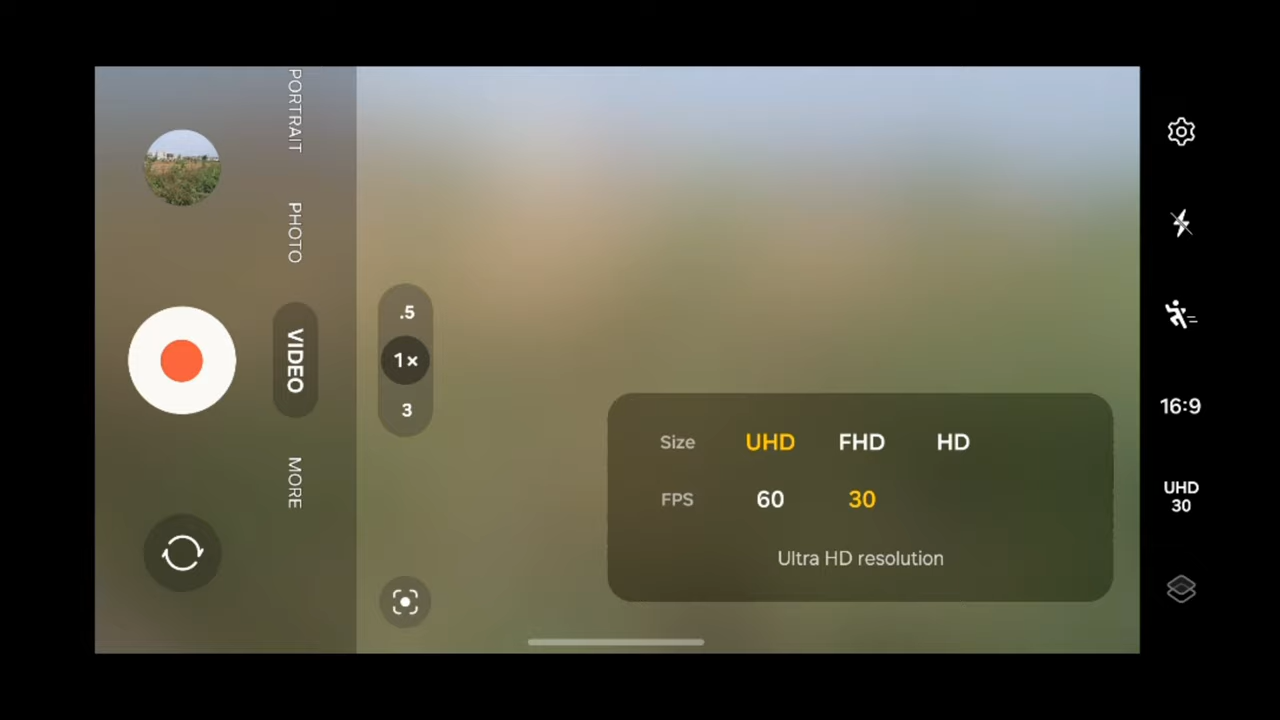 PORTRAIT
PHOTO
VIDEO
MORE
.5
1×
3
Size UHD FHD HD
FPS 60 30
Ultra HD resolution
16:9
UHD
30